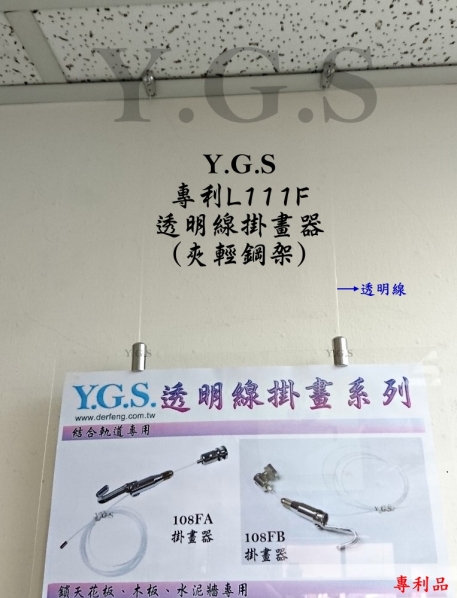 Y.G.S
Y.G.S
專利L111F
透明線掛畫器
(夾輕鋼架)
透明線
Y.G.S
Y.G.S
Y.G.S.透明線掛畫系列
www.derfeng.com.tw
結合軌道專用
Y.G.S
Y.G.S
108FA
掛畫器
108FB
掛畫器
專利品
鎖天花板、木板、水泥牆專用